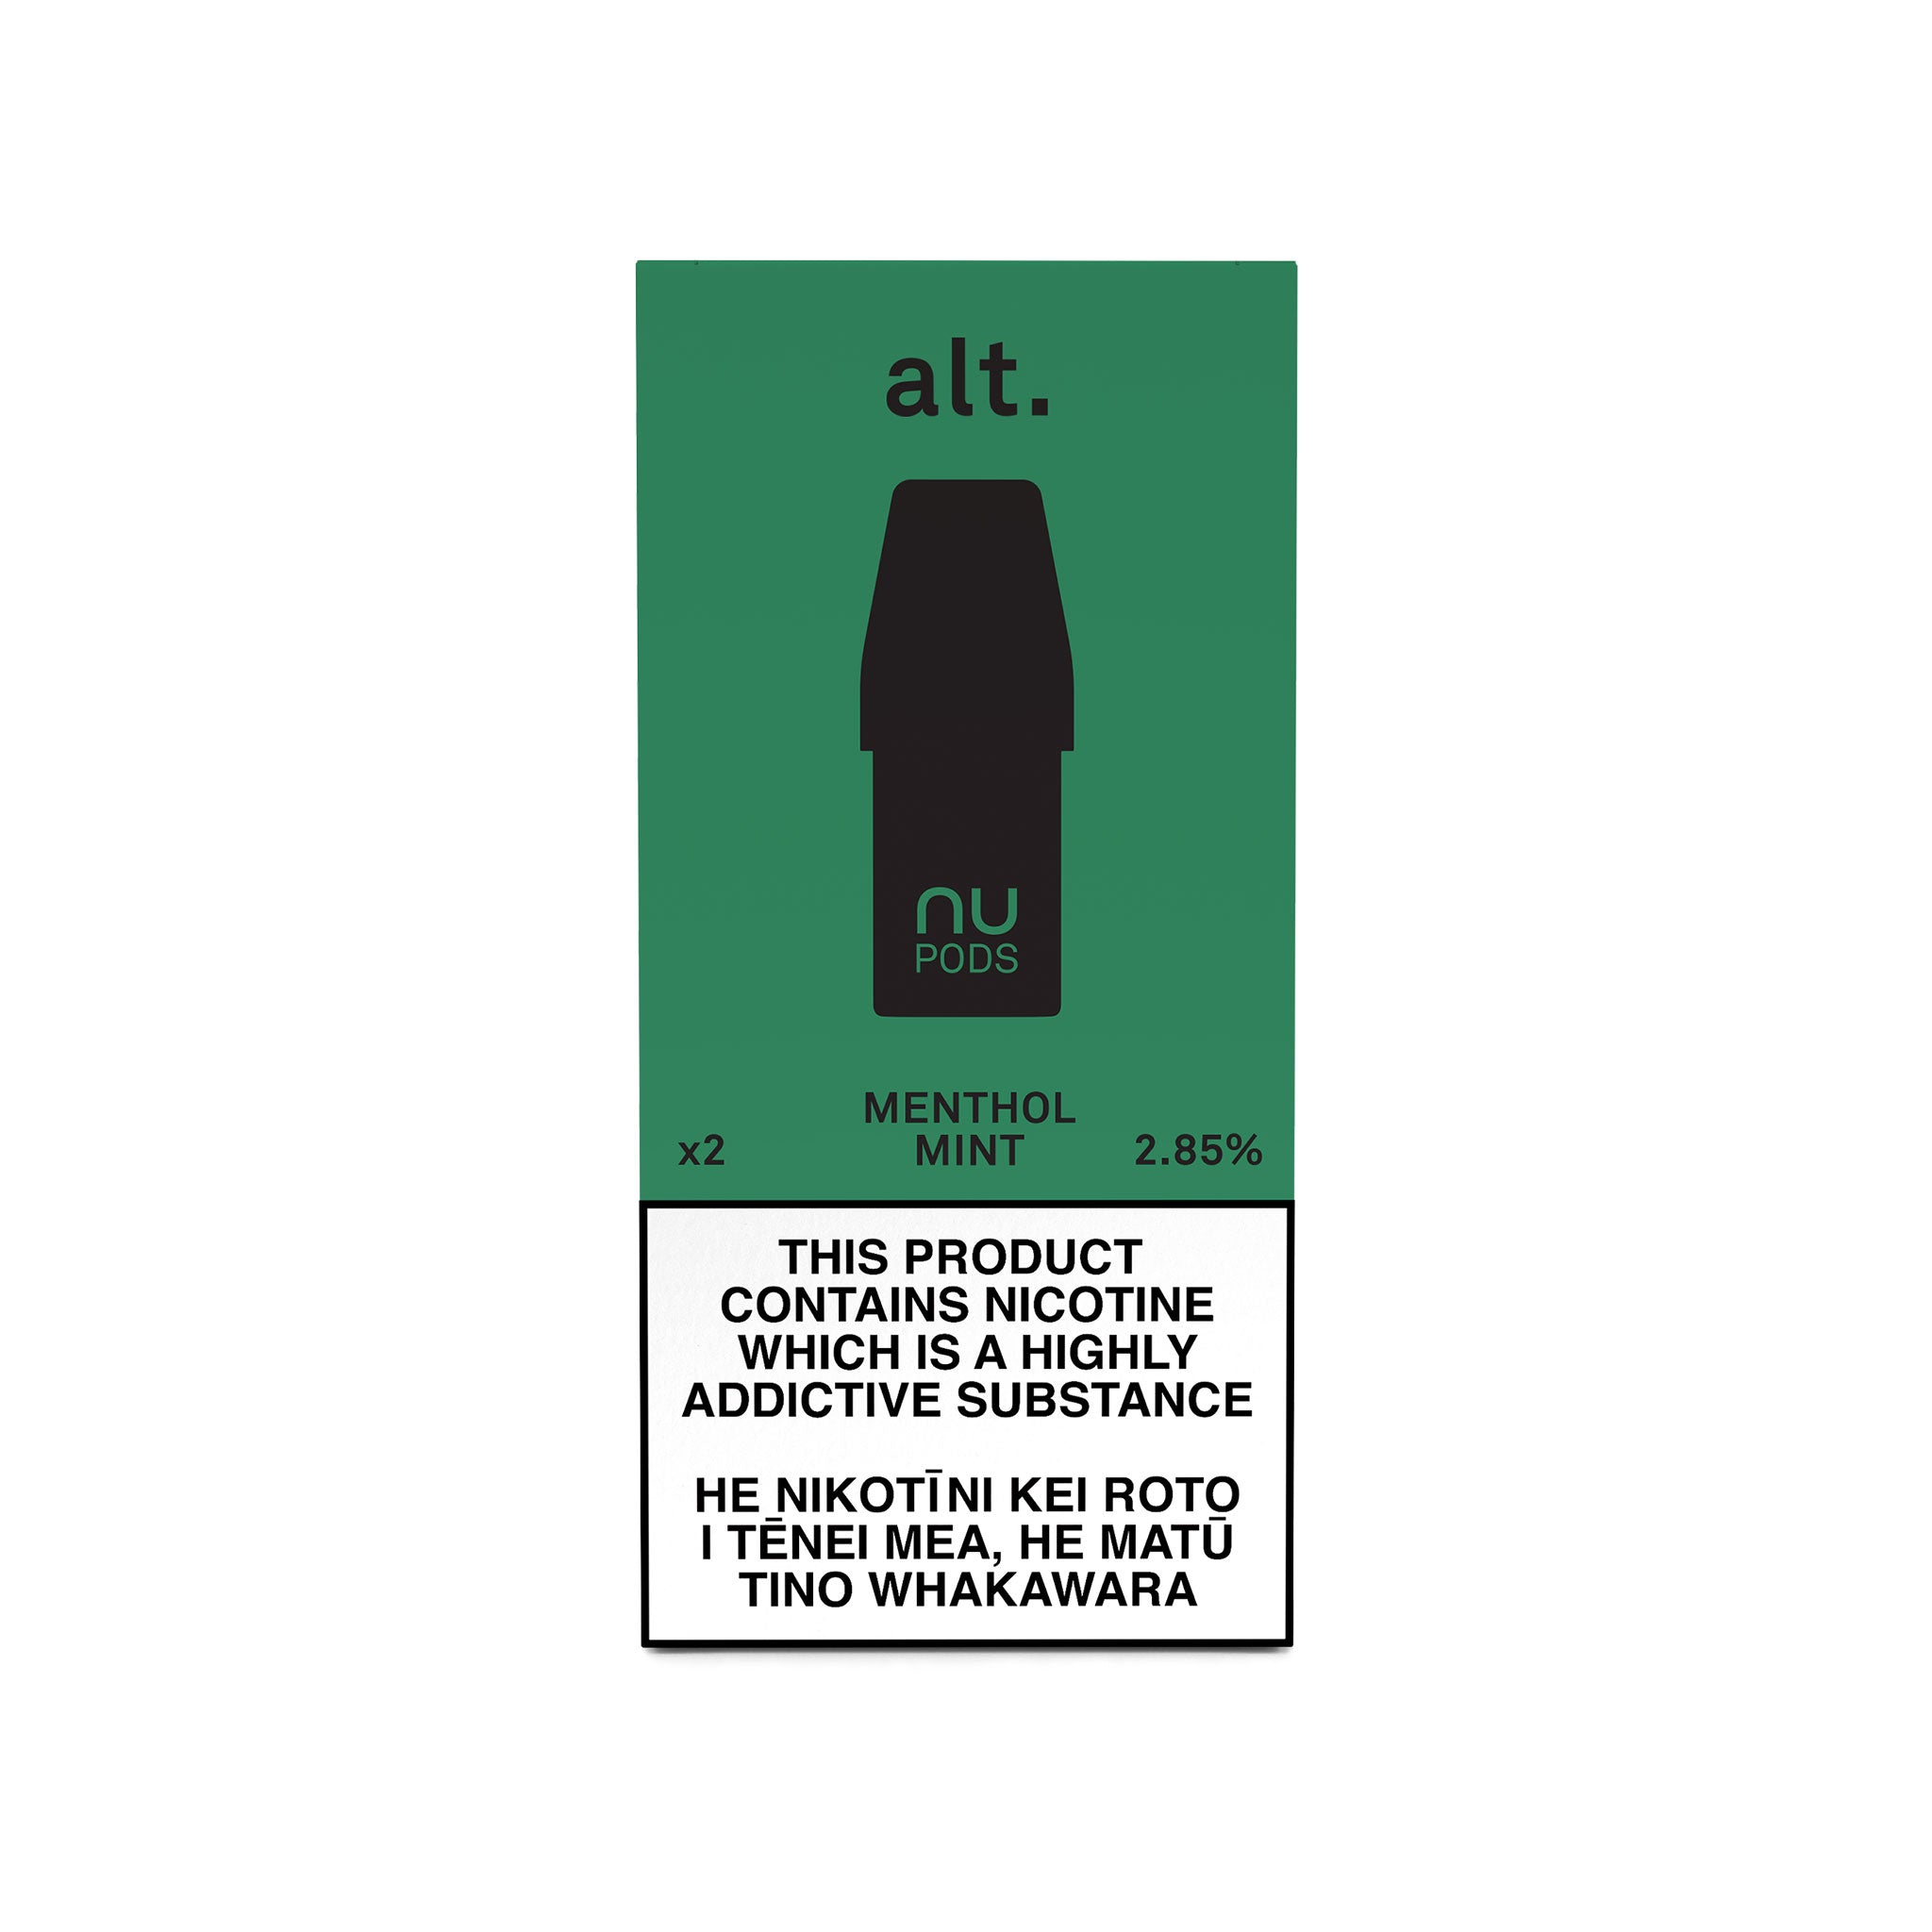 alt.
nu
PODS
MENTHOL
x2 MINT 2.85%
THIS PRODUCT
CONTAINS NICOTINE
WHICH IS A HIGHLY
ADDICTIVE SUBSTANCE
HE NIKOTĪNI KEI ROTO
I TĒNEI MEA, HE MATŪ
TINO WHAKAWARA